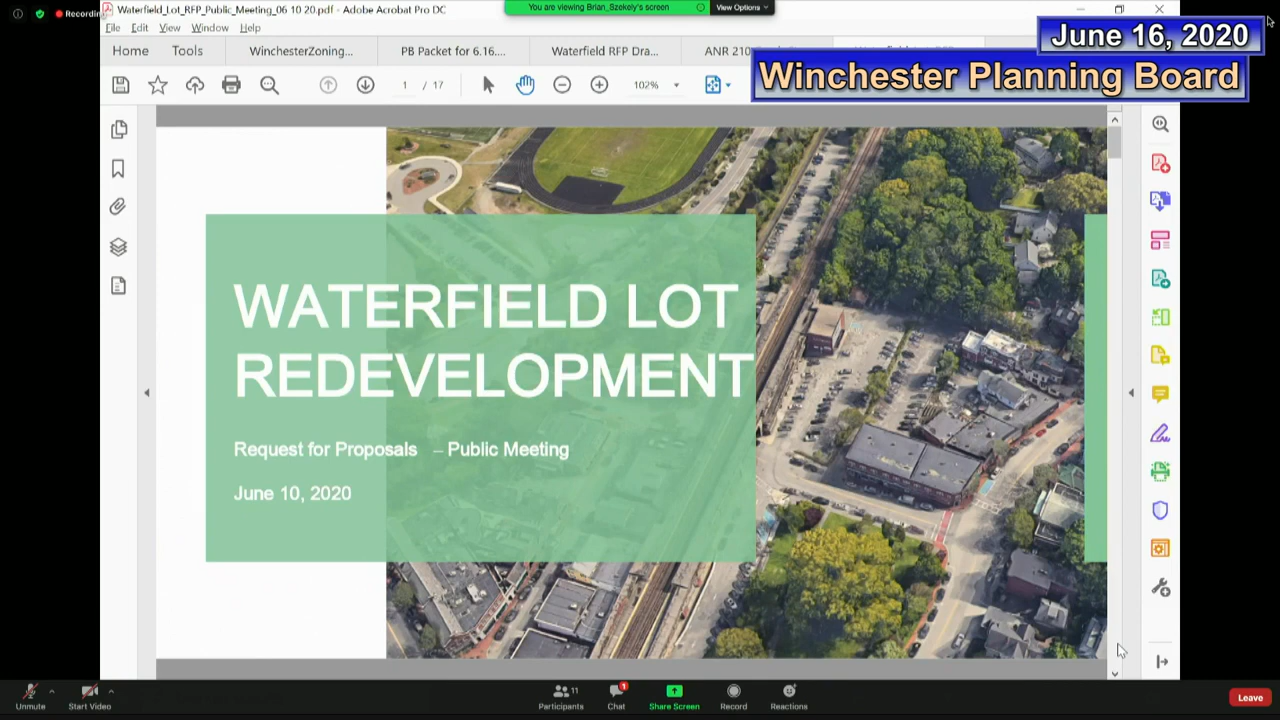 Recording
Waterfield_Lot_RFP_Public_Meeting_06 10 20.pdf - Adobe Acrobat Pro DC
You are viewing Brian_Szekely's screen
View Options
File Edit View Window Help
June 16, 2020
Winchester Planning Board
Home Tools WinchesterZoning... PB Packet for 6.16.... Waterfield RFP Dra... ANR 210
1 / 17 102%
WATERFIELD LOT
REDEVELOPMENT
Request for Proposals – Public Meeting
June 10, 2020
Unmute Start Video Participants 11 Chat 1 Share Screen Record Reactions Leave